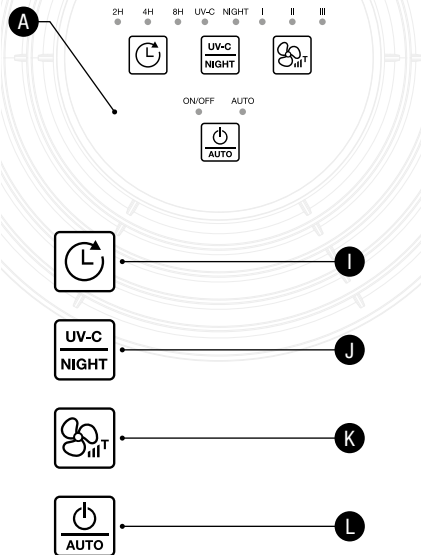 A
2H 4H 8H UV-C NIGHT I II III
UV-C
NIGHT
T
ON/OFF AUTO
AUTO
I
UV-C
NIGHT
J
T
K
AUTO
L